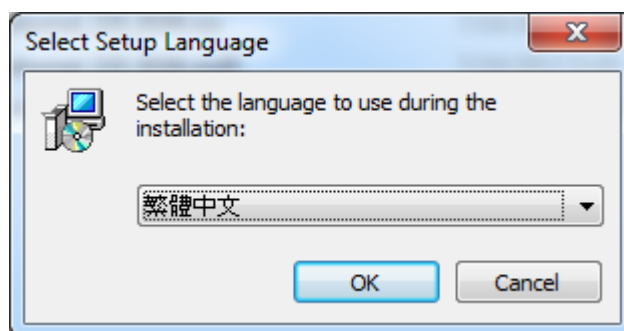 Select Setup Language
Select the language to use during the
installation:
繁體中文
OK
Cancel